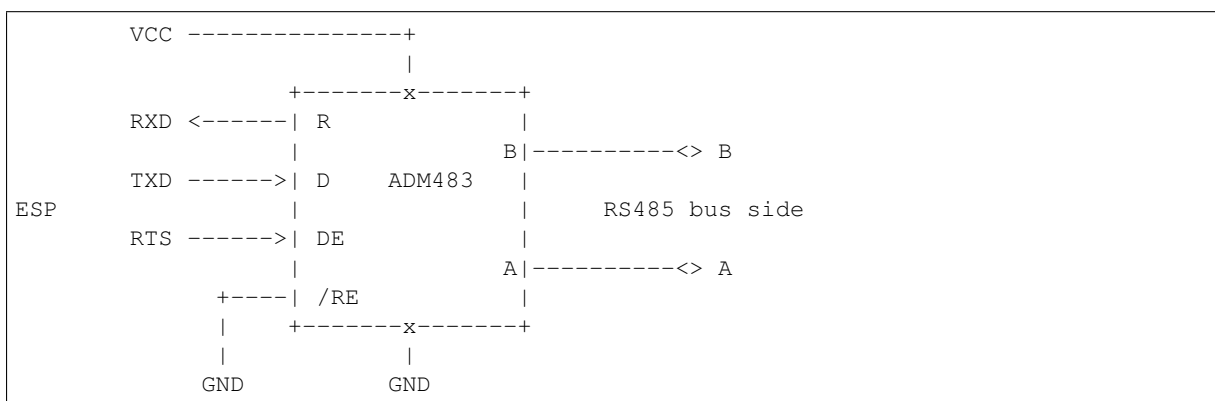 VCC ---------------+
                           |
                   +-------x-------+
        RXD <------| R             |
                   |              B|----------<> B
        TXD ------>| D    ADM483   |
ESP                |               |     RS485 bus side
        RTS ------>| DE            |
                   |              A|----------<> A
              +----| /RE           |
              |    +-------x-------+
              |            |
             GND          GND